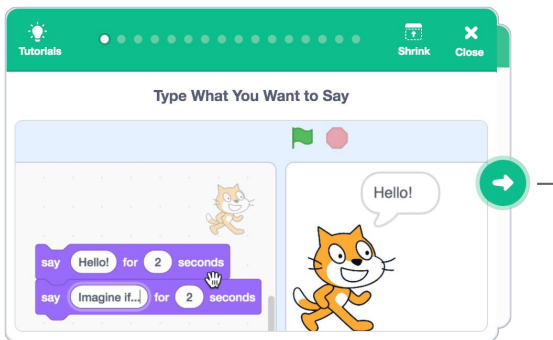 Tutorials
Shrink
Close
Type What You Want to Say
Hello!
say Hello! for 2 seconds
say Imagine if... for 2 seconds